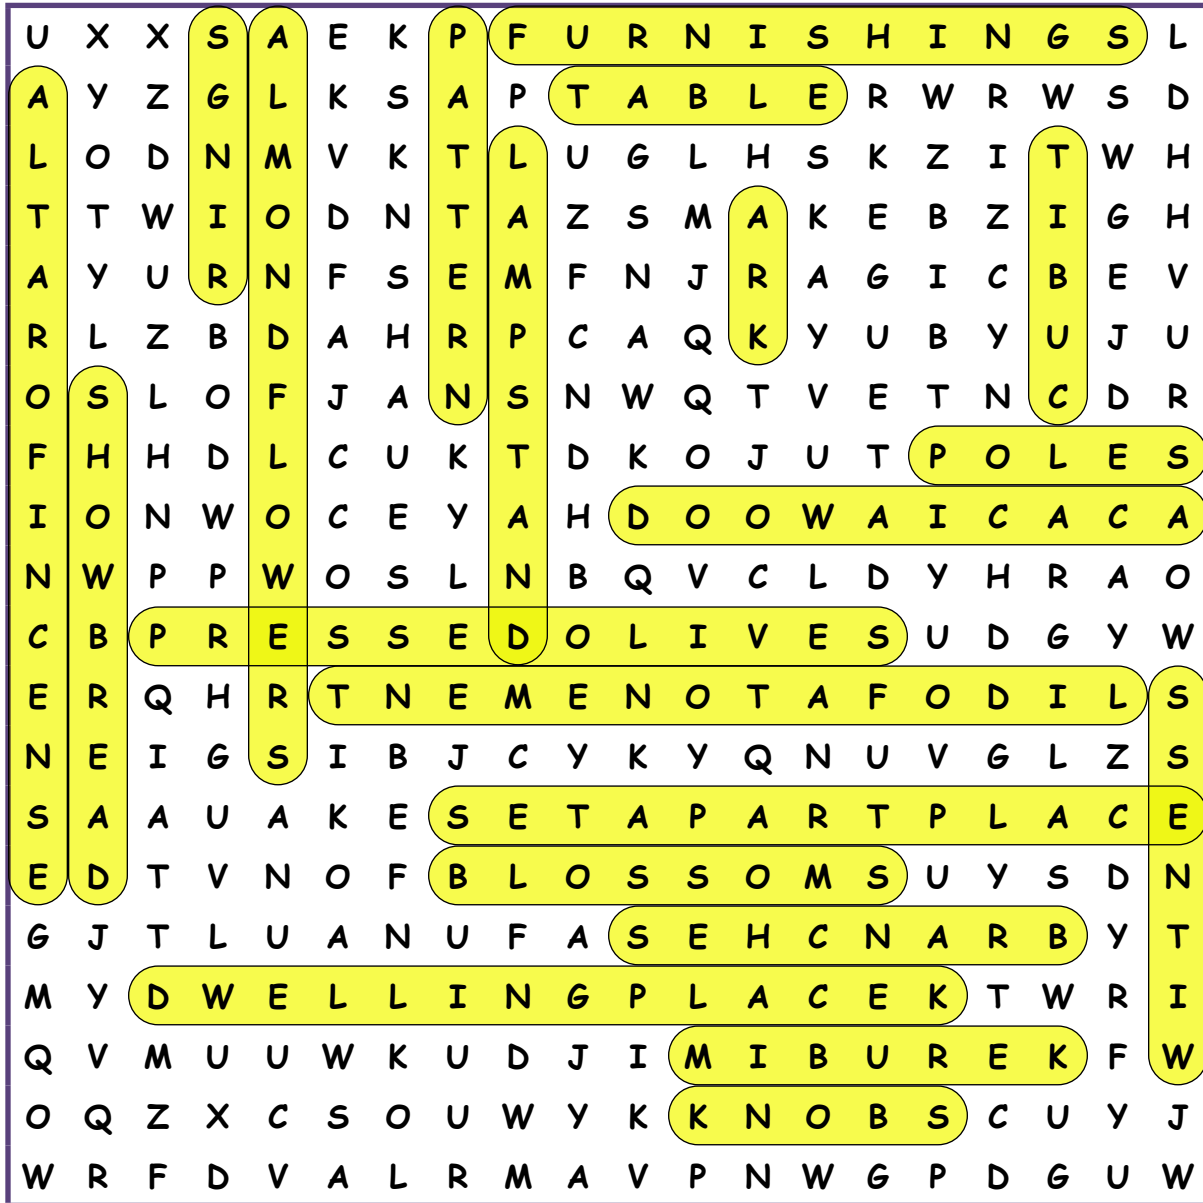 U X X S A E K P F U R N I S H I N G S L
A Y Z G L K S A P T A B L E R W R W S D
L O D N M V K T L U G L H S K Z I T W H
T T W I O D N T A Z S M A K E B Z I G H
A Y U R N F S E M F N J R A G I C B E V
R L Z B D A H R P C A Q K Y U B Y U J U
O S L O F J A N S N W Q T V E T N C D R
F H H D L C U K T D K O J U T P O L E S
I O N W O C E Y A H D O O W A I C A C A
N W P P W O S L N B Q V C L D Y H R A O
C B P R E S S E D O L I V E S U D G Y W
E R Q H R T N E M E N O T A F O D I L S
N E I G S I B J C Y K Y Q N U V G L Z S
S A A U A K E S E T A P A R T P L A C E
E D T V N O F B L O S S O M S U Y S D N
G J T L U A N U F A S E H C N A R B Y T
M Y D W E L L I N G P L A C E K T W R I
Q V M U U W K U D J I M I B U R E K F W
O Q Z X C S O U W Y K K N O B S C U Y J
W R F D V A L R M A V P N W G P D G U W